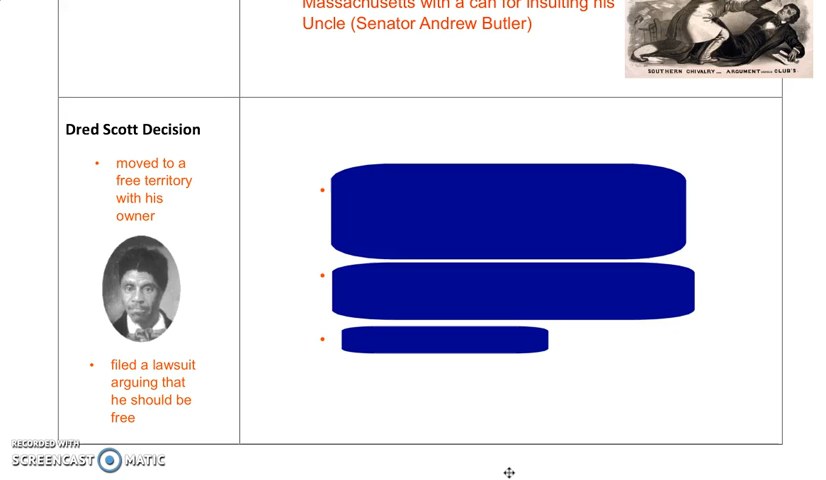 Massachusetts with a can for insulting his
Uncle (Senator Andrew Butler)
SOUTHERN CHIVALRY _ ARGUMENT VERSUS CLUB'S.
Dred Scott Decision
• moved to a
free territory
with his
owner
• filed a lawsuit
arguing that
he should be
free
•
•
•
RECORDED WITH
SCREENCAST MATIC